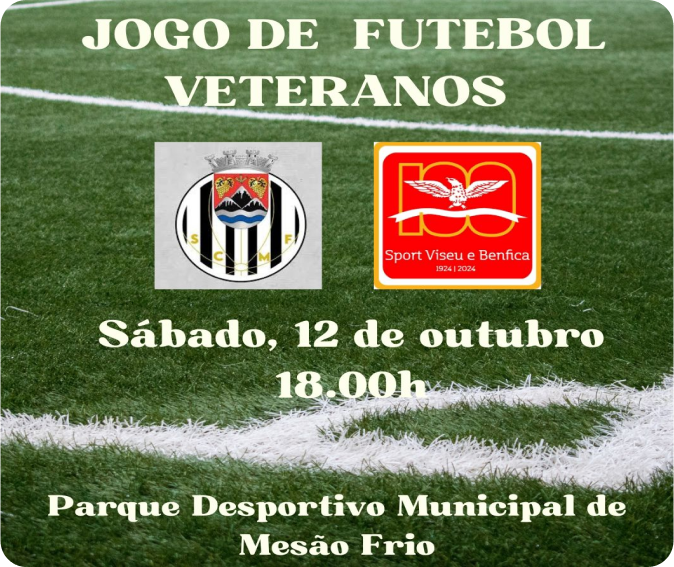 JOGO DE FUTEBOL
VETERANOS
S C M F
100
Sport Viseu e Benfica
1924 | 2024
Sábado, 12 de outubro
18.00h
Parque Desportivo Municipal de
Mesão Frio